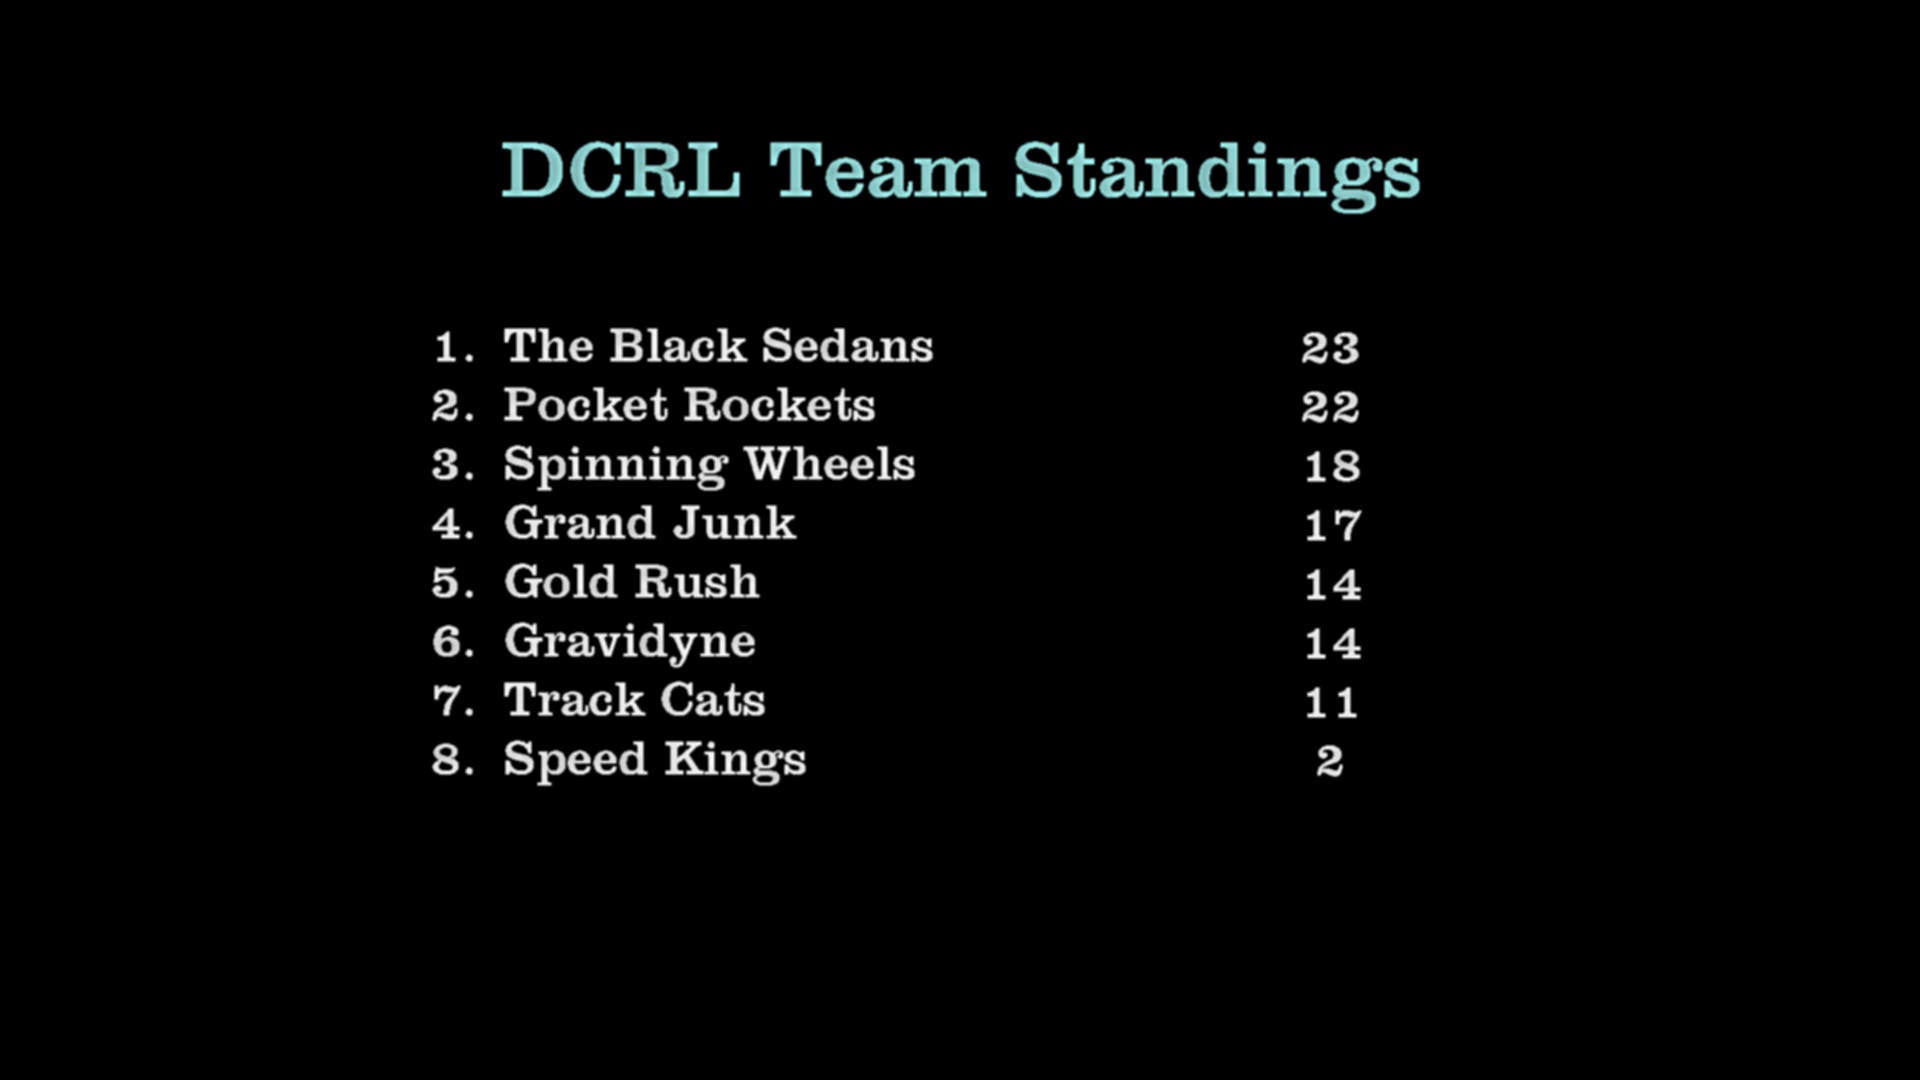 DCRL Team Standings
1. The Black Sedans 23
2. Pocket Rockets 22
3. Spinning Wheels 18
4. Grand Junk 17
5. Gold Rush 14
6. Gravidyne 14
7. Track Cats 11
8. Speed Kings 2